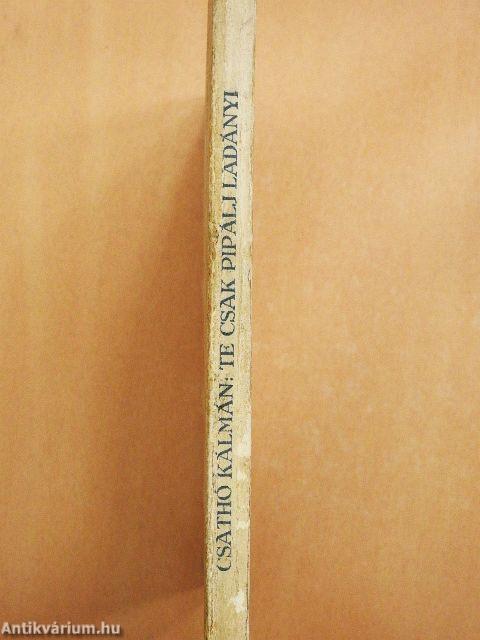 CSATHÓ KÁLMÁN: TE CSAK PIPÁLJ LADÁNYI
Antikvárium.hu